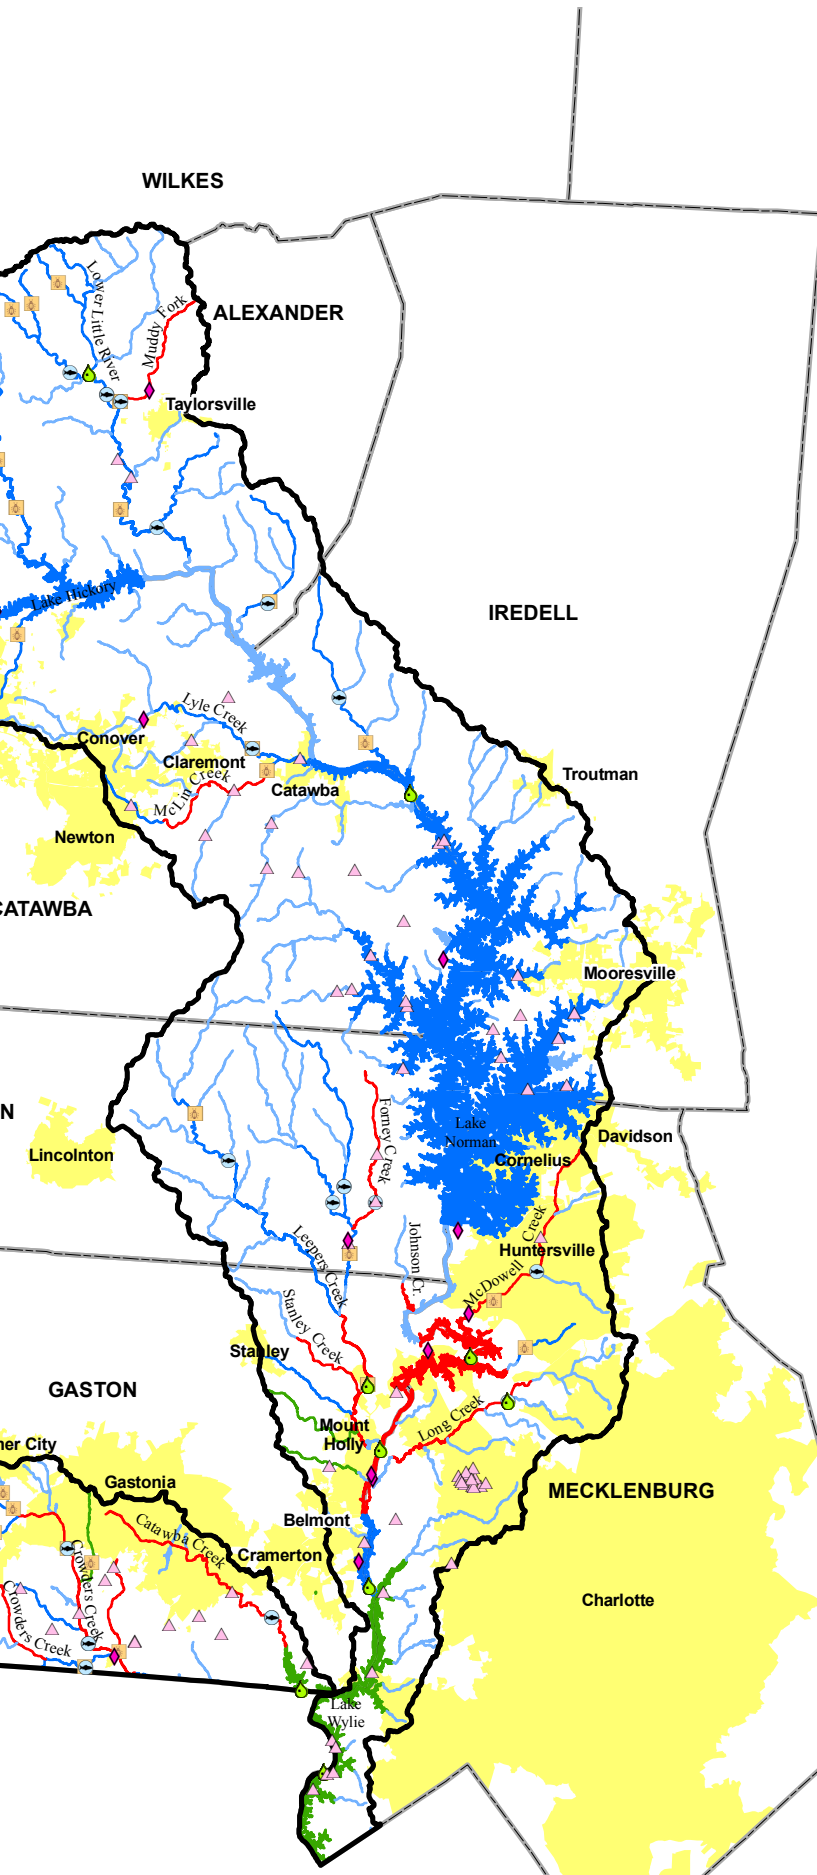 WILKES
Lower Little River
Muddy Fork
ALEXANDER
Taylorsville
Lake Hickory
IREDELL
Lyle Creek
Conover
Claremont
McLin Creek
Catawba
Troutman
Newton
CATAWBA
Mooresville
N
Forney Creek
Lake
Norman
Davidson
Lincolnton
Cornelius
Leepers Creek
Johnson Cr.
Creek
Huntersville
McDowell
Stanley Creek
Stanley
GASTON
Mount
Holly
Long Creek
ner City
Gastonia
MECKLENBURG
Belmont
Catawba Creek
Cramerton
Crowders Creek
Crowders Creek
Charlotte
Lake
Wylie